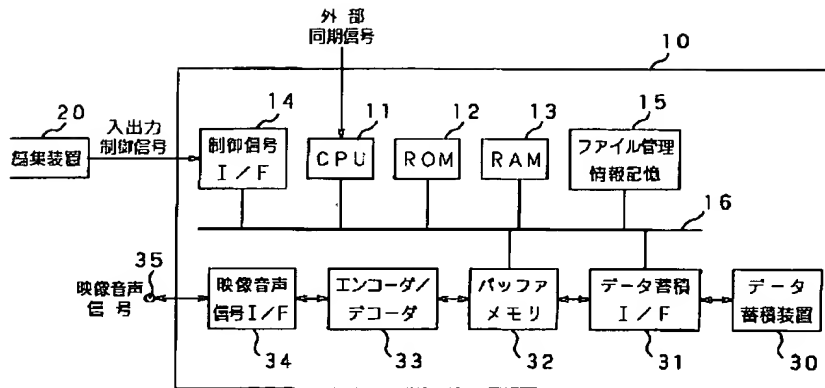 外部
同期信号
10
20
14
11
12
13
15
入出力
制御信号
編集装置
制御信号
I/F
CPU
ROM
RAM
ファイル管理
情報記憶
16
35
映像音声
信号
映像音声
信号I/F
エンコーダ/
デコーダ
バッファ
メモリ
データ蓄積
I/F
データ
蓄積装置
34
33
32
31
30